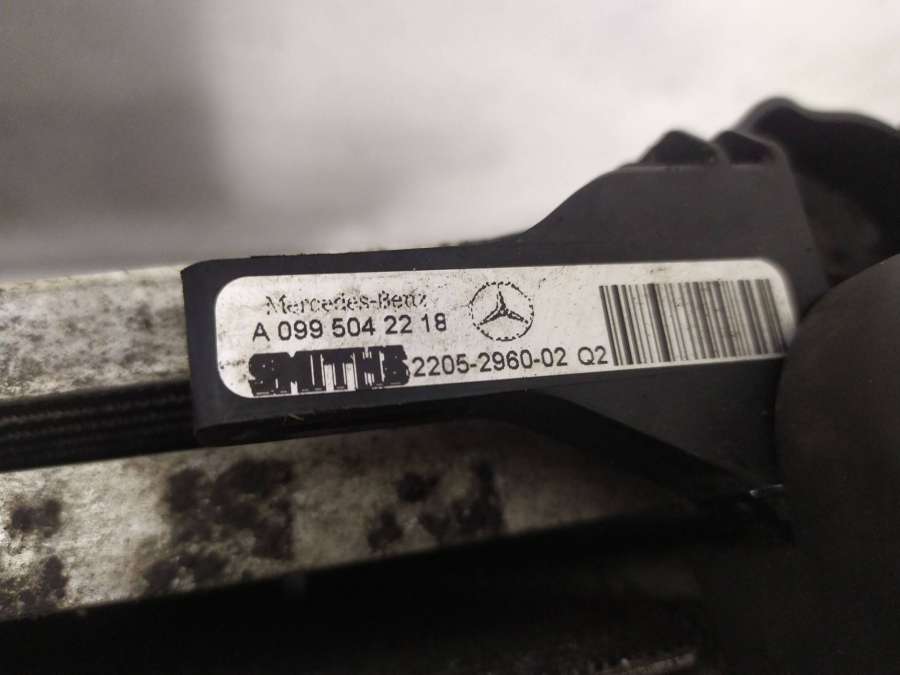 Mercedes-Benz
A 099 504 22 18
SMITHS 2205-2960-02 Q2